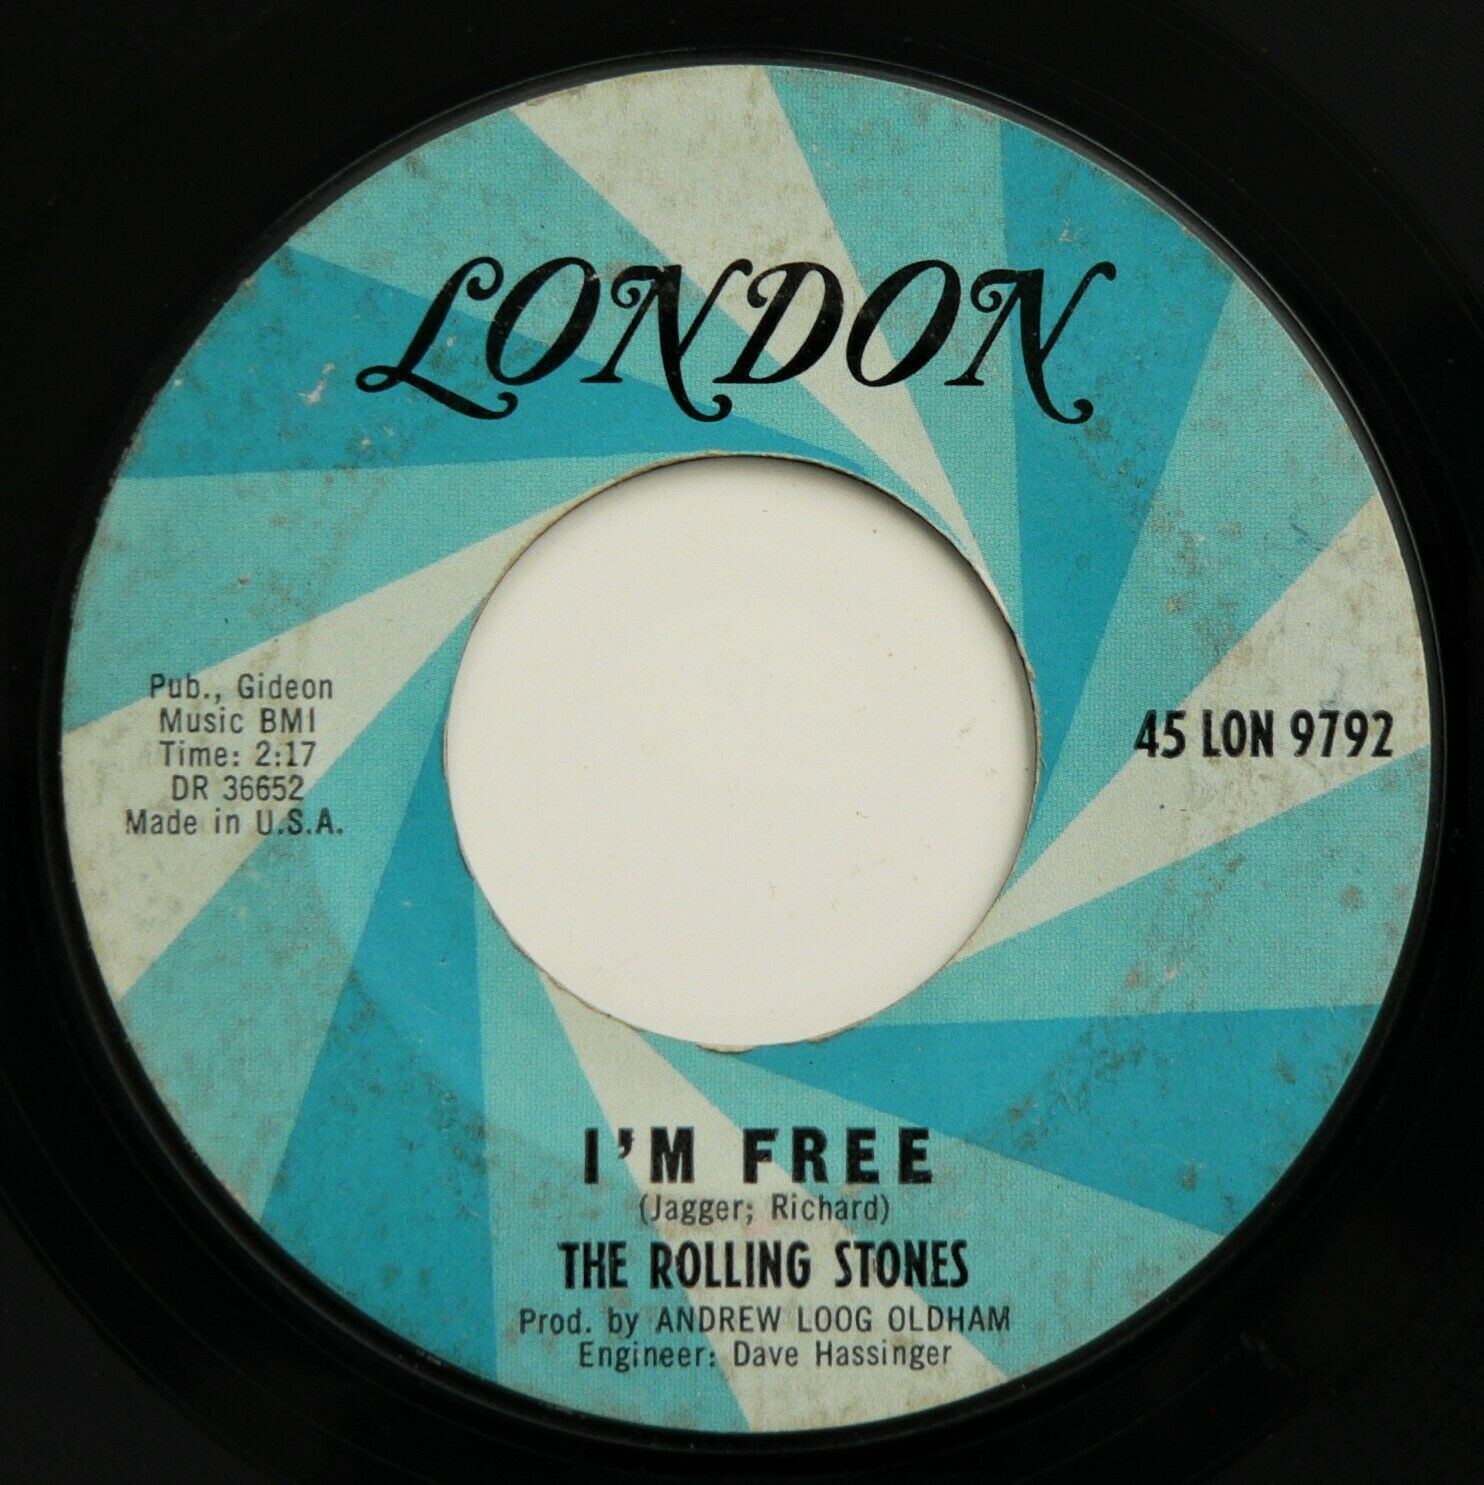 LONDON
Pub., Gideon
Music BMI
Time: 2:17
DR 36652
Made in U.S.A.
45 LON 9792
I'M FREE
(Jagger; Richard)
THE ROLLING STONES
Prod. by ANDREW LOOG OLDHAM
Engineer: Dave Hassinger